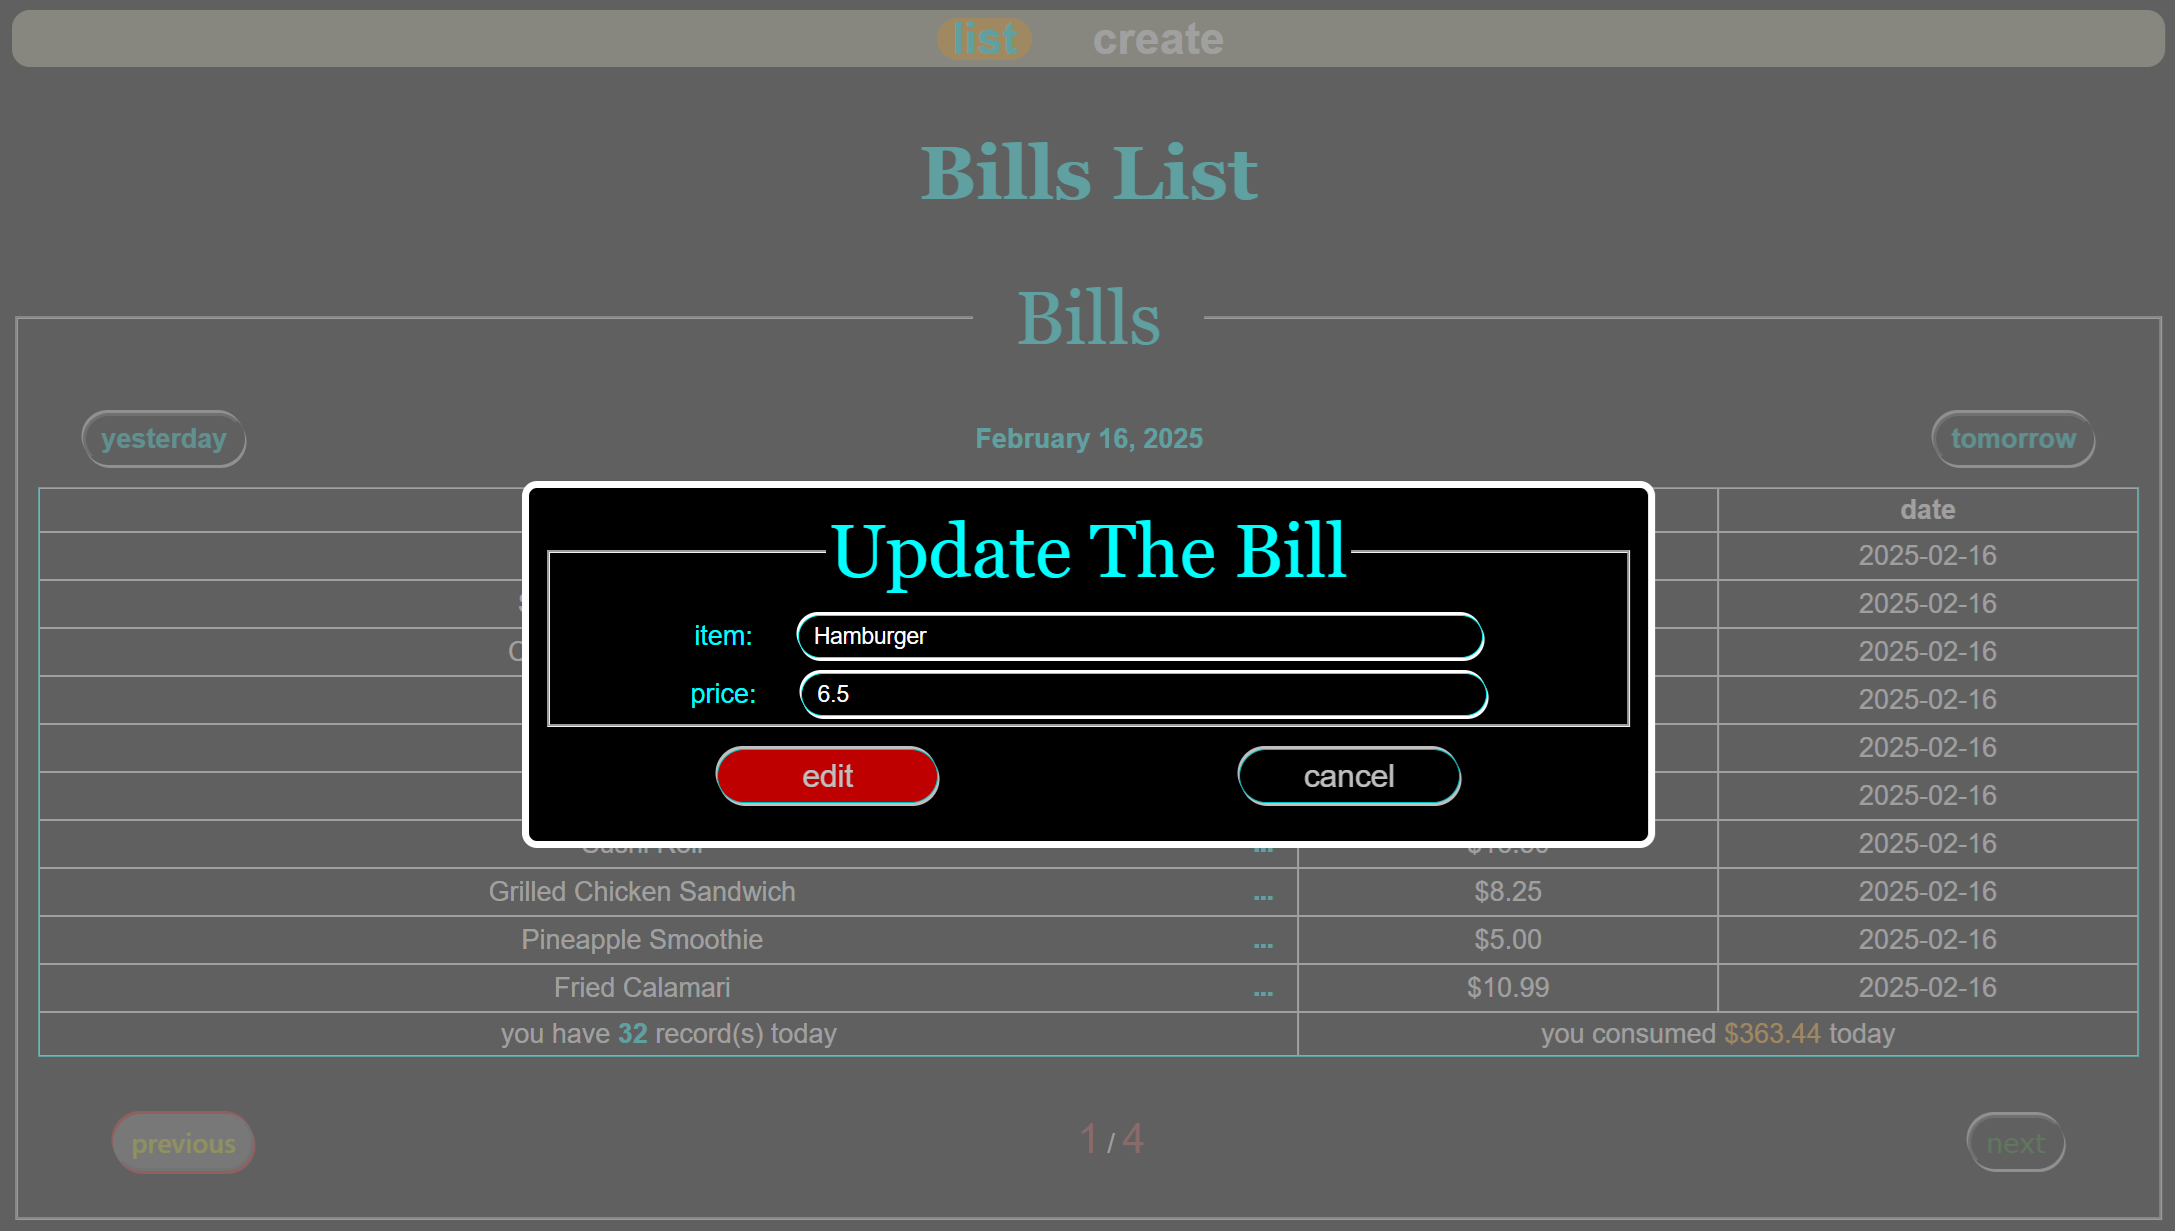 list create
Bills List
Bills
yesterday February 16, 2025 tomorrow
date
Update The Bill
2025-02-16
2025-02-16
item: Hamburger
2025-02-16
price: 6.5
2025-02-16
2025-02-16
edit cancel
2025-02-16
Sushi Roll ... 2025-02-16
Grilled Chicken Sandwich ... $8.25 2025-02-16
Pineapple Smoothie ... $5.00 2025-02-16
Fried Calamari ... $10.99 2025-02-16
you have 32 record(s) today you consumed $363.44 today
previous 1 / 4 next